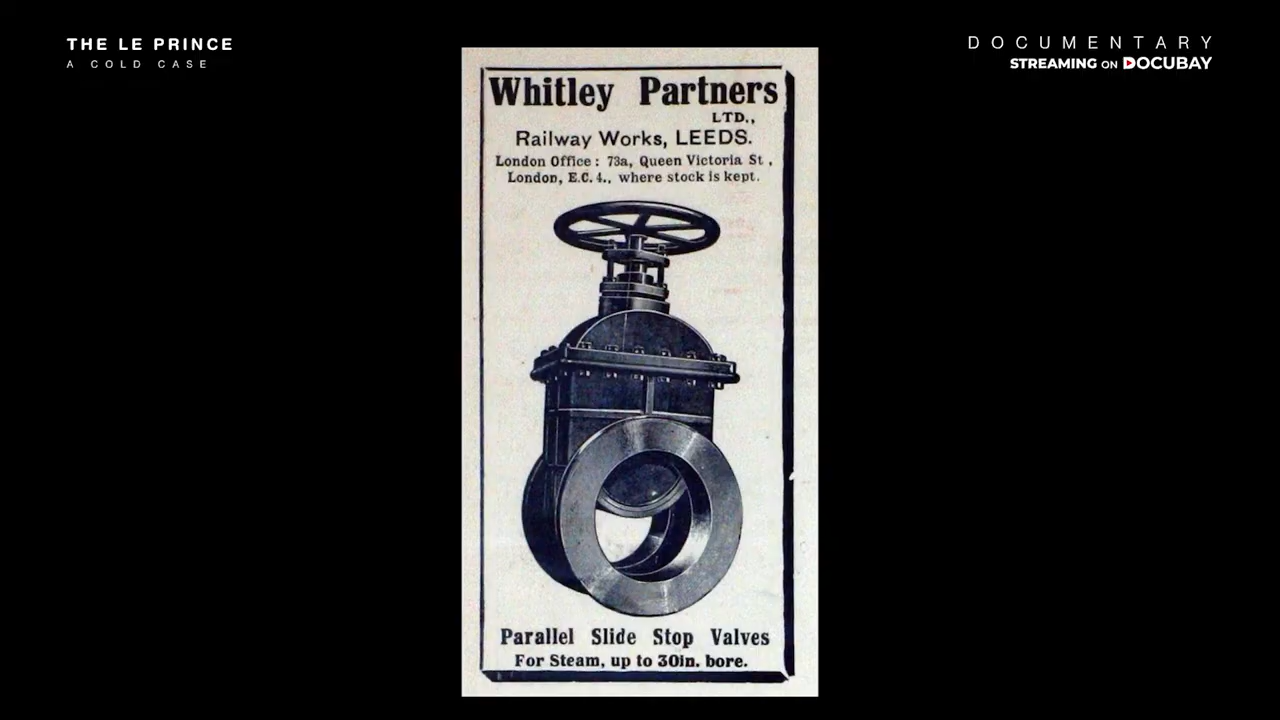 THE LE PRINCE
A COLD CASE
DOCUMENTARY
STREAMING ON DOCUBAY
Whitley Partners
LTD.,
Railway Works, LEEDS.
London Office : 73a, Queen Victoria St ,
London, E.C. 4., where stock is kept.
Parallel Slide Stop Valves
For Steam, up to 30in. bore.